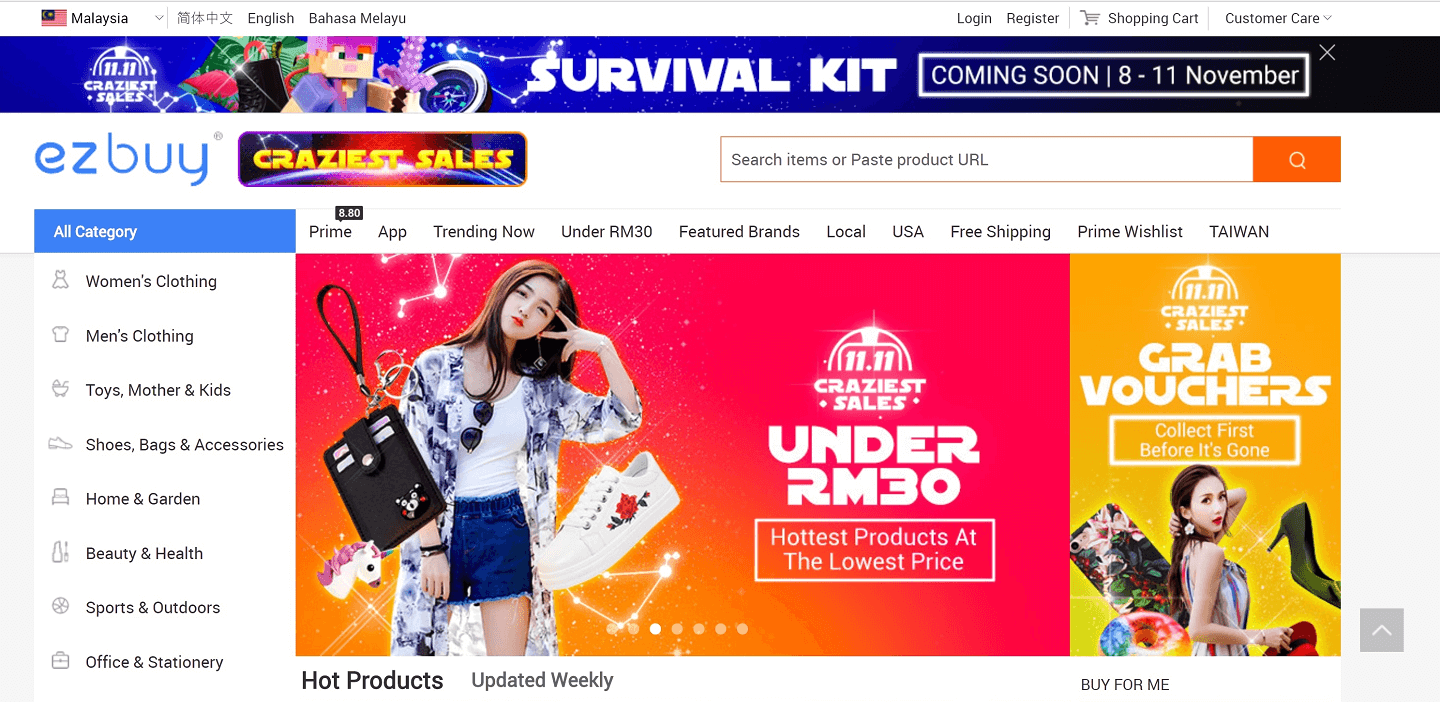 Malaysia
简体中文
English
Bahasa Melayu
Login
Register
Shopping Cart
Customer Care
11.11
CRAZIEST
SALES
SURVIVAL KIT
COMING SOON | 8 - 11 November
ezbuy®
CRAZIEST SALES
Search items or Paste product URL
All Category
8.80
Prime
App
Trending Now
Under RM30
Featured Brands
Local
USA
Free Shipping
Prime Wishlist
TAIWAN
Women's Clothing
Men's Clothing
Toys, Mother & Kids
Shoes, Bags & Accessories
Home & Garden
Beauty & Health
Sports & Outdoors
Office & Stationery
11.11
CRAZIEST
SALES
UNDER
RM30
Hottest Products At
The Lowest Price
11.11
CRAZIEST
SALES
GRAB
VOUCHERS
Collect First
Before It's Gone
Hot Products
Updated Weekly
BUY FOR ME